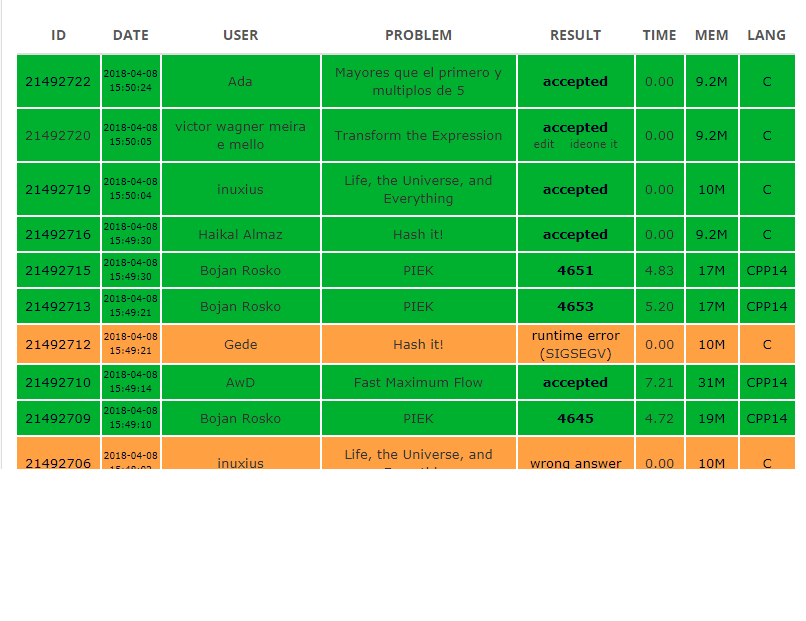 ID DATE USER PROBLEM RESULT TIME MEM LANG
21492722 2018-04-08 15:50:24 Ada Mayores que el primero y multiplos de 5 accepted 0.00 9.2M C
21492720 2018-04-08 15:50:05 victor wagner meira e mello Transform the Expression accepted edit ideone it 0.00 9.2M C
21492719 2018-04-08 15:50:04 inuxius Life, the Universe, and Everything accepted 0.00 10M C
21492716 2018-04-08 15:49:30 Haikal Almaz Hash it! accepted 0.00 9.2M C
21492715 2018-04-08 15:49:30 Bojan Rosko PIEK 4651 4.83 17M CPP14
21492713 2018-04-08 15:49:21 Bojan Rosko PIEK 4653 5.20 17M CPP14
21492712 2018-04-08 15:49:21 Gede Hash it! runtime error (SIGSEGV) 0.00 10M C
21492710 2018-04-08 15:49:14 AwD Fast Maximum Flow accepted 7.21 31M CPP14
21492709 2018-04-08 15:49:10 Bojan Rosko PIEK 4645 4.72 19M CPP14
21492706 2018-04-08 inuxius Life, the Universe, and wrong answer 0.00 10M C